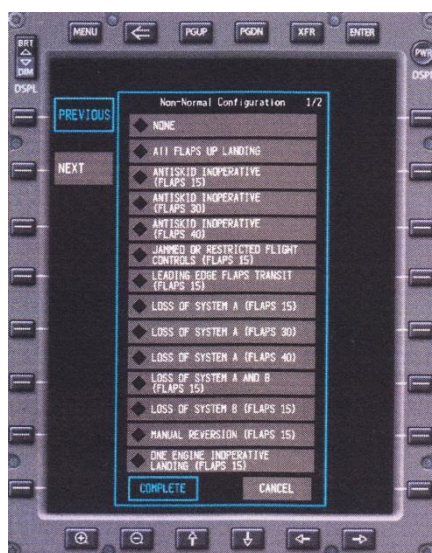 MENU PGUP PGDN XFR ENTER
BRT
DIM
DSPL
PWR
DSPL
PREVIOUS
NEXT
Non-Normal Configuration 1/2
NONE
All FLAPS UP LANDING
ANTISKID INOPERATIVE
(FLAPS 15)
ANTISKID INOPERATIVE
(FLAPS 30)
ANTISKID INOPERATIVE
(FLAPS 40)
JAMMED OR RESTRICTED FLIGHT
CONTROLS (FLAPS 15)
LEADING EDGE FLAPS TRANSIT
(FLAPS 15)
LOSS OF SYSTEM A (FLAPS 15)
LOSS OF SYSTEM A (FLAPS 30)
LOSS OF SYSTEM A (FLAPS 40)
LOSS OF SYSTEM A AND B
(FLAPS 15)
LOSS OF SYSTEM B (FLAPS 15)
MANUAL REVERSION (FLAPS 15)
ONE ENGINE INOPERATIVE
LANDING (FLAPS 15)
COMPLETE CANCEL